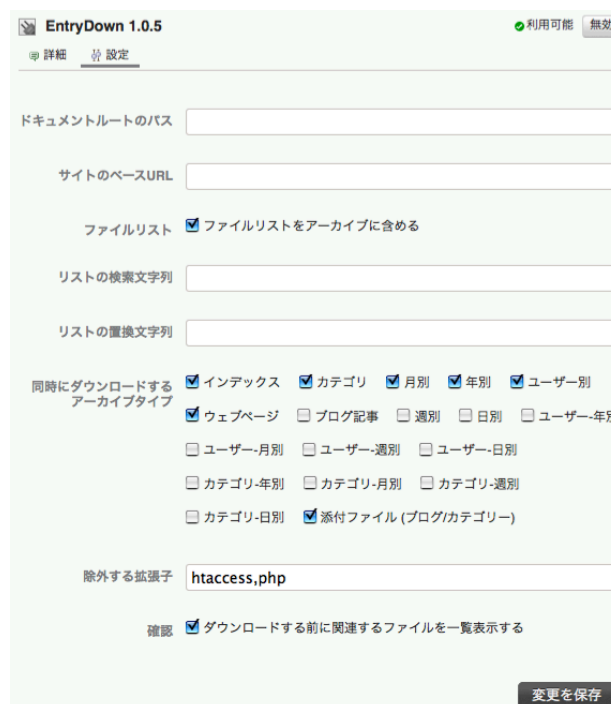 EntryDown 1.0.5 利用可能 無効
詳細 設定
ドキュメントルートのパス
サイトのベースURL
ファイルリスト ファイルリストをアーカイブに含める
リストの検索文字列
リストの置換文字列
同時にダウンロードする インデックス カテゴリ 月別 年別 ユーザー別
アーカイブタイプ
ウェブページ ブログ記事 週別 日別 ユーザー-年別
ユーザー-月別 ユーザー-週別 ユーザー-日別
カテゴリ-年別 カテゴリ-月別 カテゴリ-週別
カテゴリ-日別 添付ファイル (ブログ/カテゴリー)
除外する拡張子 htaccess,php
確認 ダウンロードする前に関連するファイルを一覧表示する
変更を保存